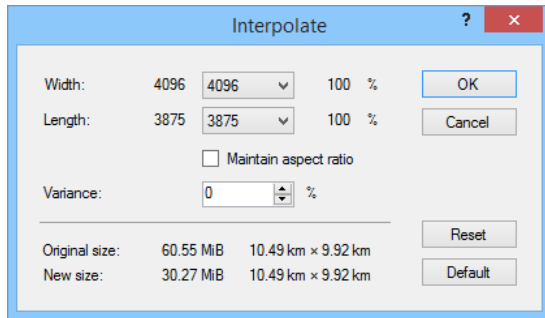 Interpolate ? ×
Width: 4096 4096 100 % OK
Length: 3875 3875 100 % Cancel
Maintain aspect ratio
Variance: 0 %
Reset
Original size: 60.55 MiB 10.49 km × 9.92 km
New size: 30.27 MiB 10.49 km × 9.92 km Default